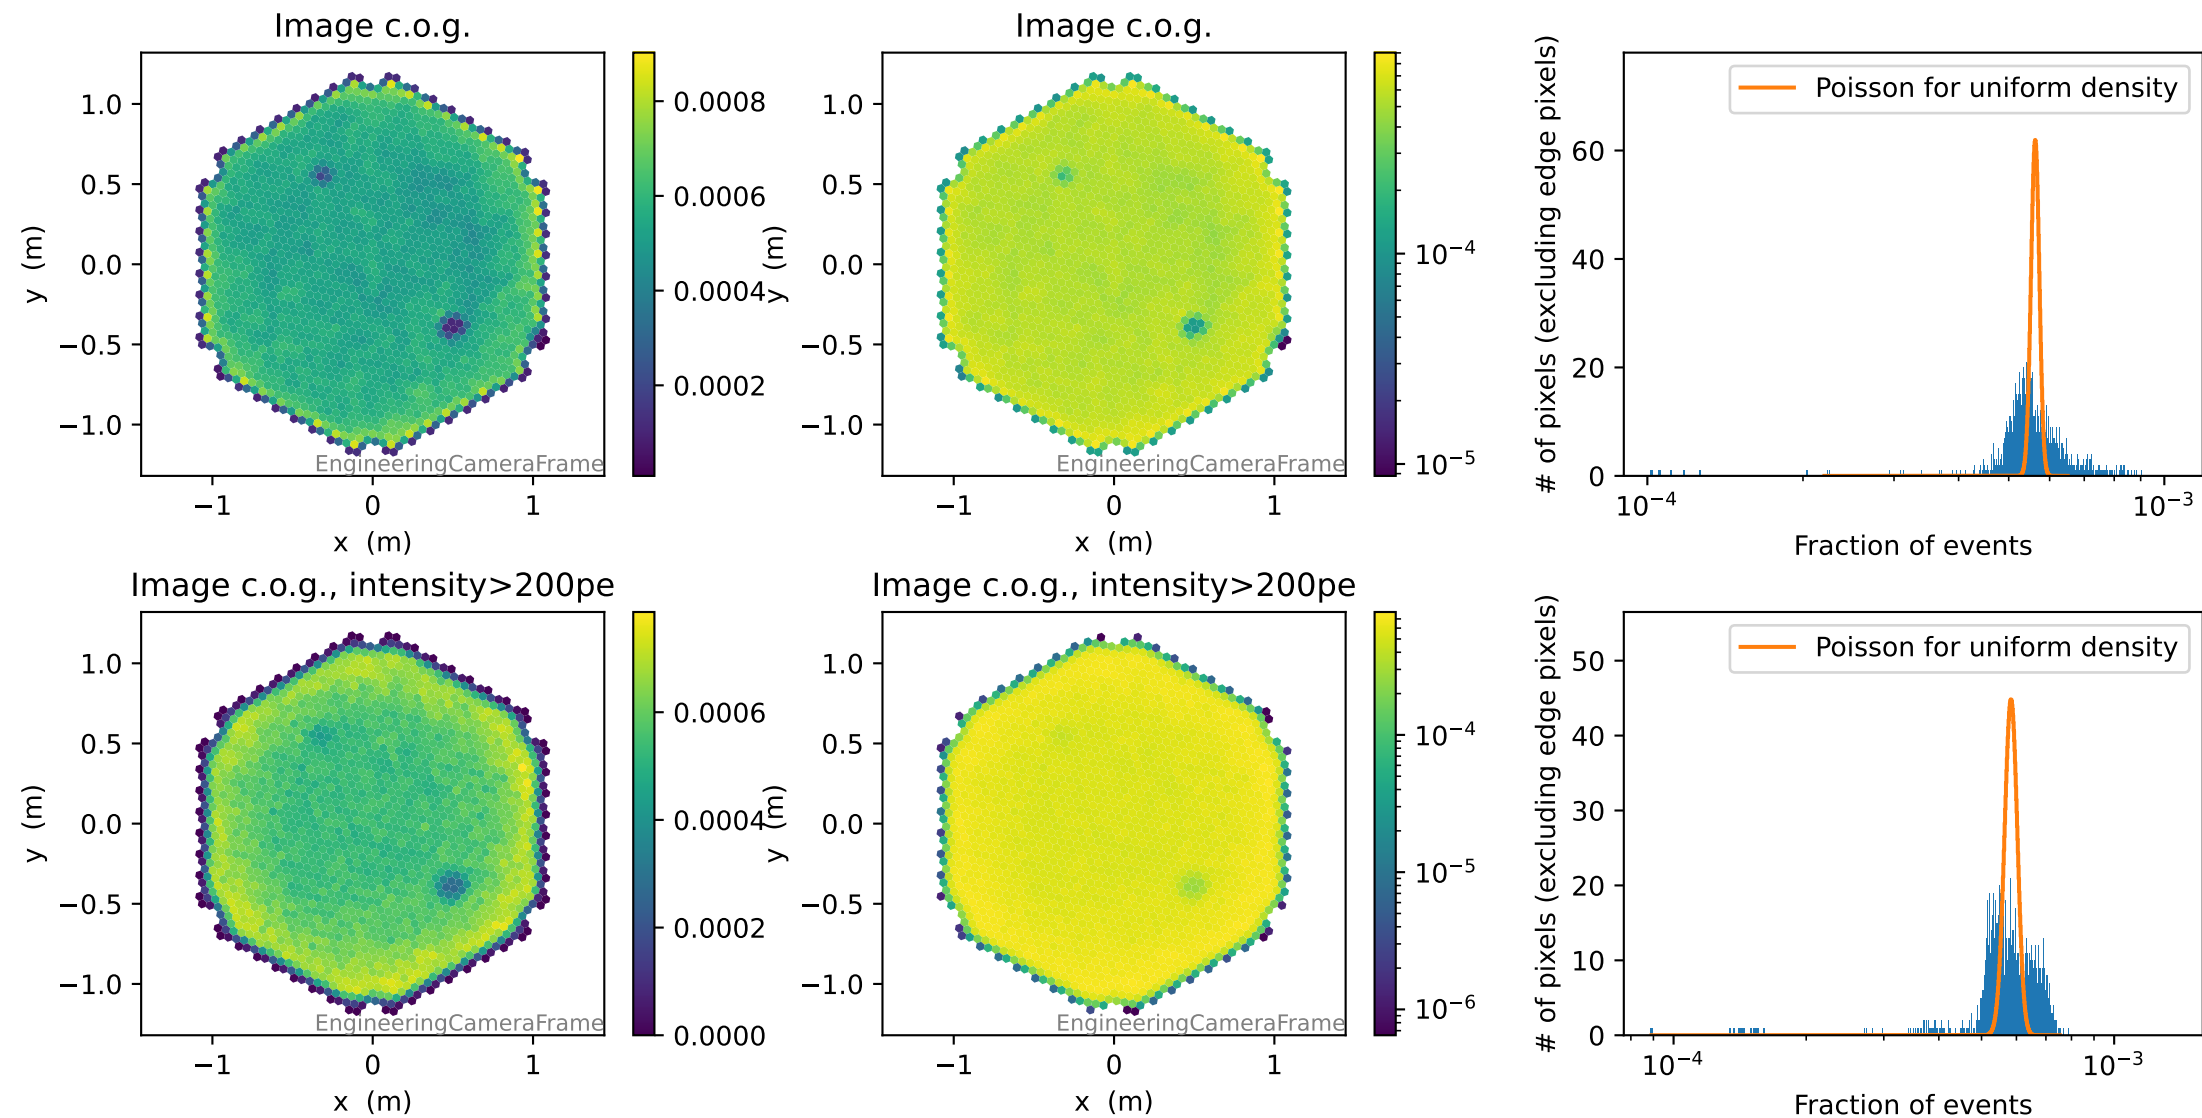 Image c.o.g.
1.0
0.5
0.0
−0.5
−1.0
y (m)
−1
0
1
x (m)
EngineeringCameraFrame
0.0008
0.0006
0.0004
0.0002
Image c.o.g.
1.0
0.5
0.0
−0.5
−1.0
y (m)
−1
0
1
x (m)
EngineeringCameraFrame
10⁻⁴
10⁻⁵
# of pixels (excluding edge pixels)
60
40
20
0
Poisson for uniform density
10⁻⁴
10⁻³
Fraction of events
Image c.o.g., intensity>200pe
1.0
0.5
0.0
−0.5
−1.0
y (m)
−1
0
1
x (m)
EngineeringCameraFrame
0.0006
0.0004
0.0002
0.0000
Image c.o.g., intensity>200pe
1.0
0.5
0.0
−0.5
−1.0
y (m)
−1
0
1
x (m)
EngineeringCameraFrame
10⁻⁴
10⁻⁵
10⁻⁶
# of pixels (excluding edge pixels)
50
40
30
20
10
0
Poisson for uniform density
10⁻⁴
10⁻³
Fraction of events